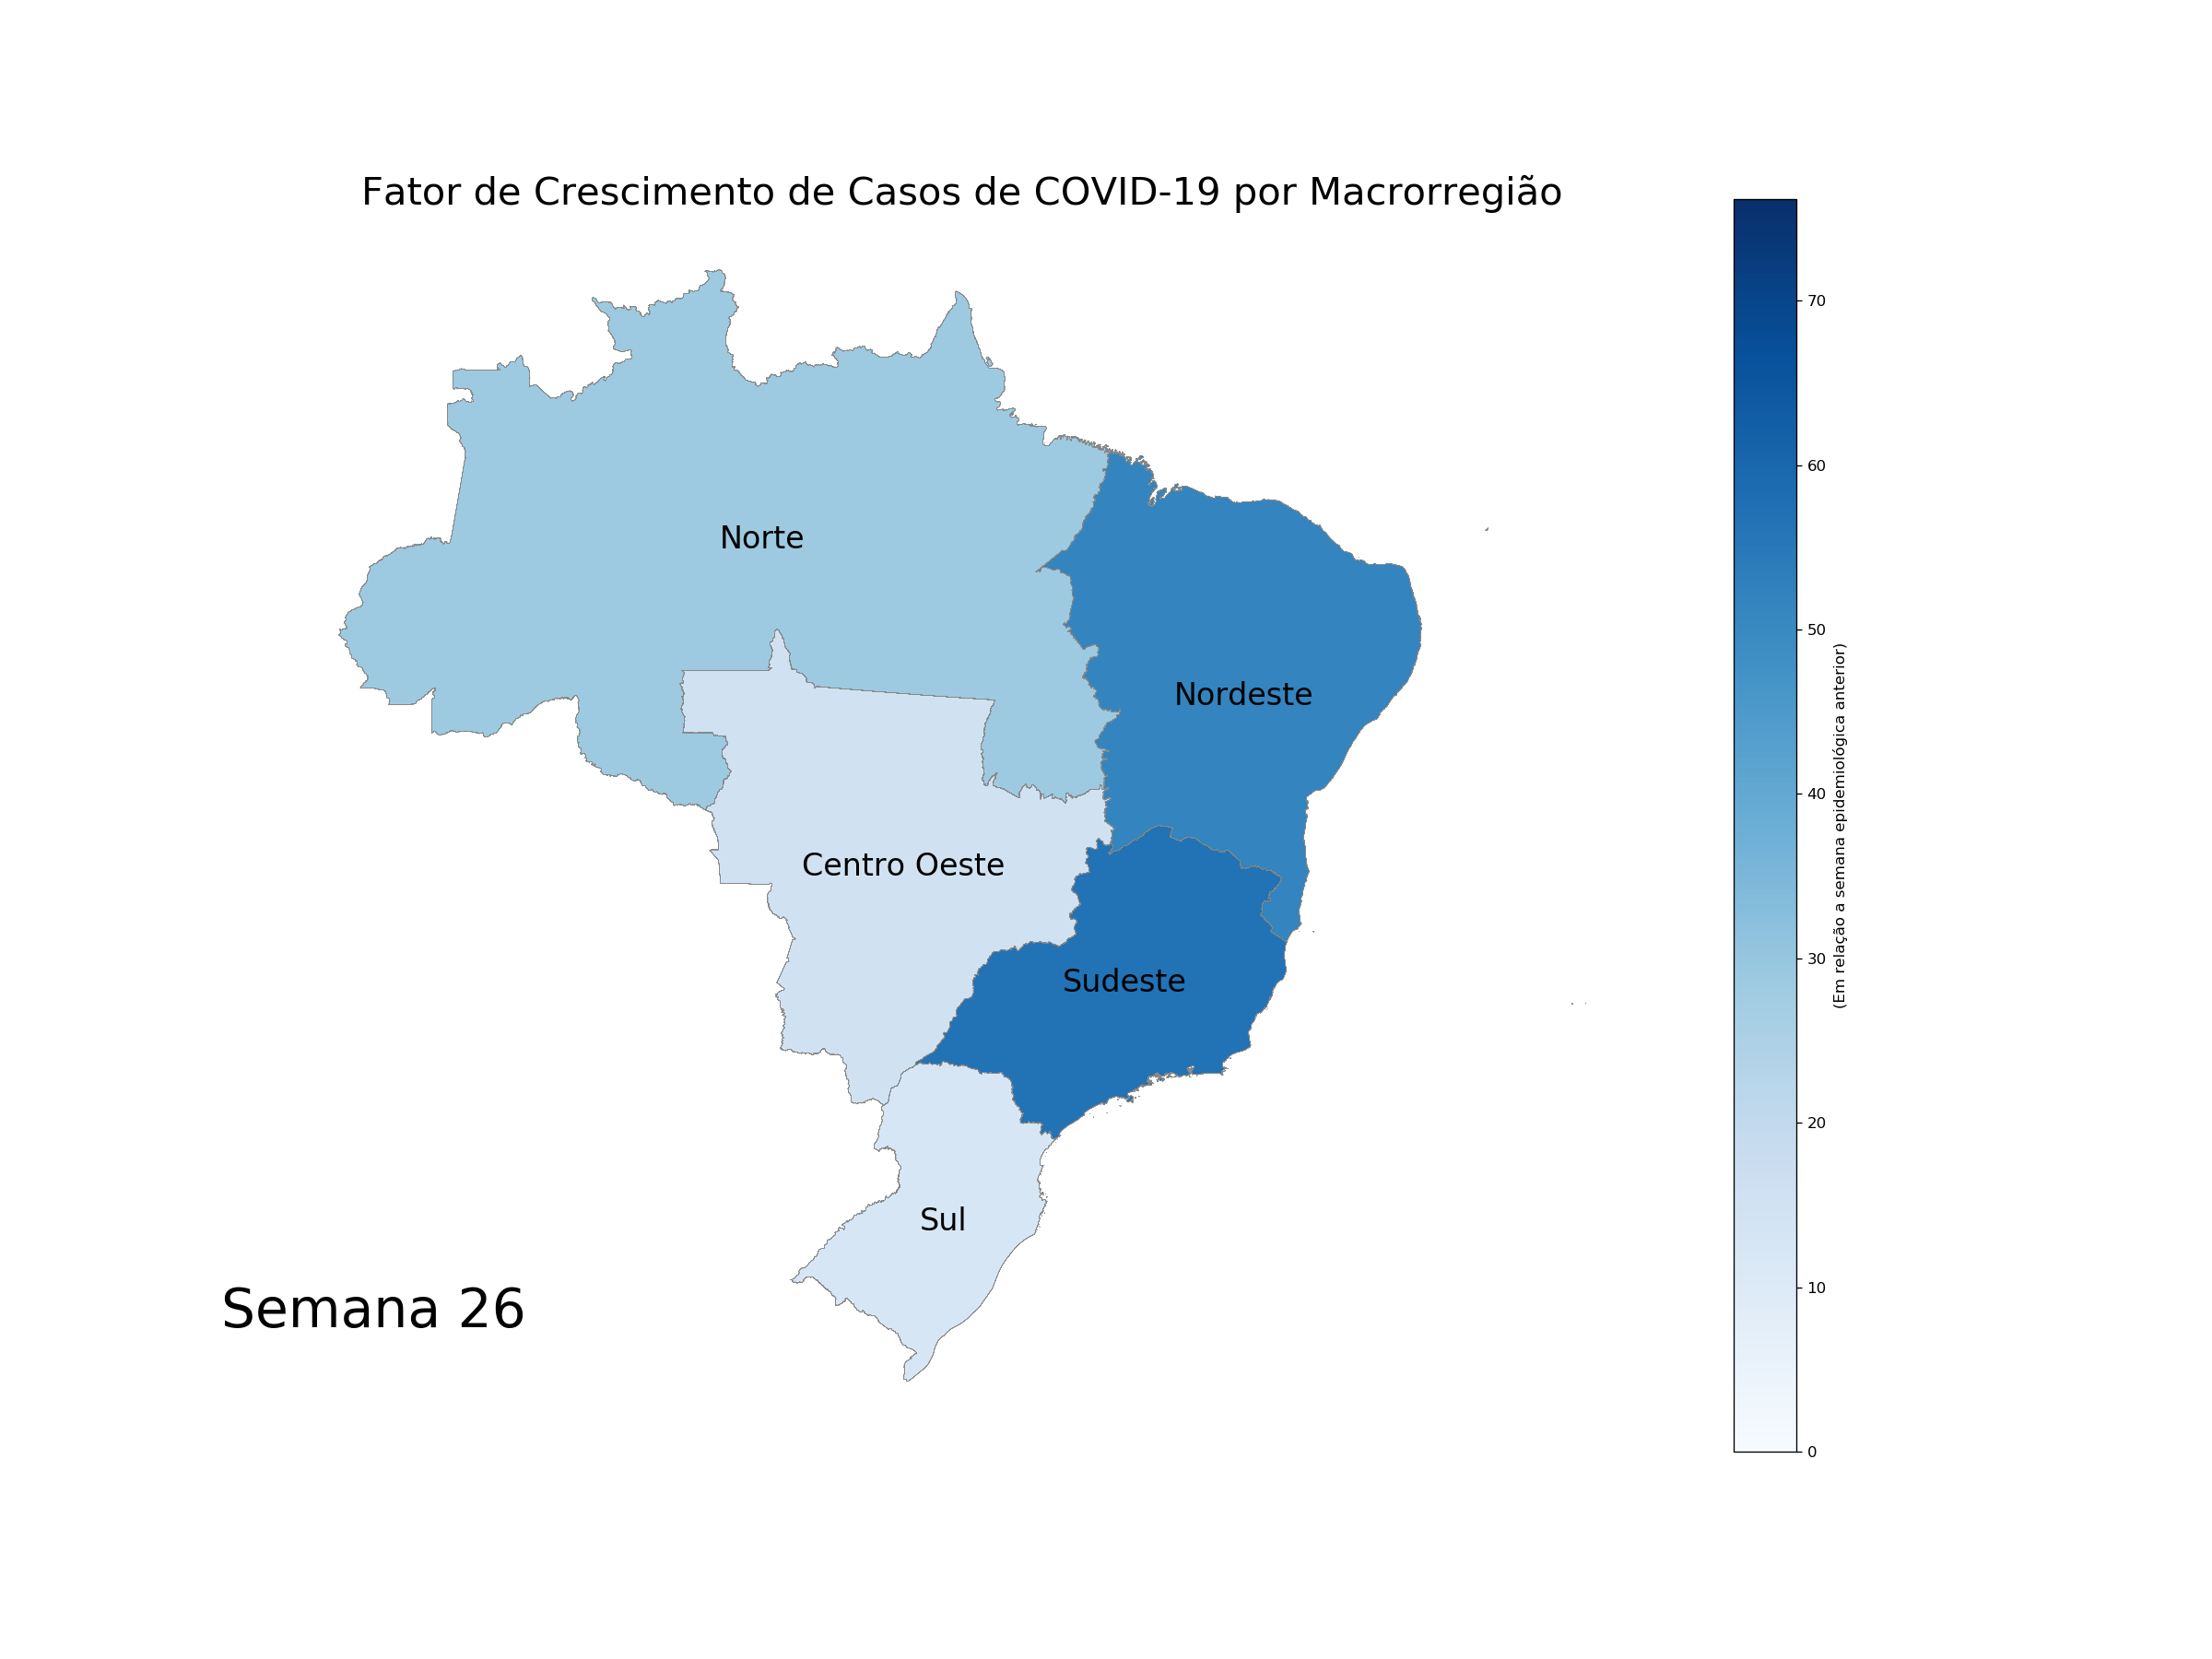 Fator de Crescimento de Casos de COVID-19 por Macrorregião
Norte
Nordeste
Centro Oeste
Sudeste
Sul
Semana 26
70
60
50
40
30
20
10
0
(Em relação a semana epidemiológica anterior)